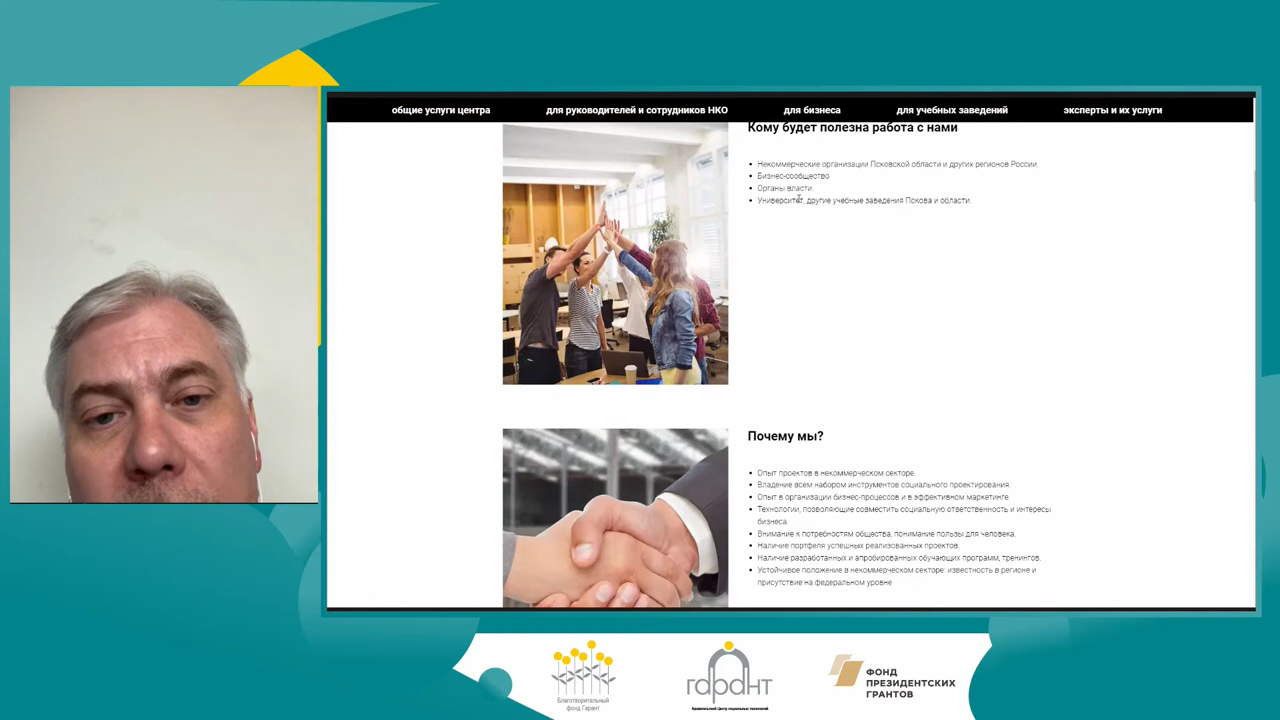 общие услуги центра
для руководителей и сотрудников НКО
для бизнеса
для учебных заведений
эксперты и их услуги
Кому будет полезна работа с нами
Некоммерческие организации Псковской области и других регионов России.
Бизнес-сообщество
Органы власти.
Университет, другие учебные заведения Пскова и области.
Почему мы?
Опыт проектов в некоммерческом секторе.
Владение всем набором инструментов социального проектирования.
Опыт в организации бизнес-процессов и в эффективном маркетинге.
Технологии, позволяющие совместить социальную ответственность и интересы
бизнеса.
Внимание к потребностям общества, понимание пользы для человека.
Наличие портфеля успешных реализованных проектов.
Наличие разработанных и апробированных обучающих программ, тренингов.
Устойчивое положение в некоммерческом секторе: известность в регионе и
присутствие на федеральном уровне
Благотворительный
фонд Гарант
гарант
Архангельский Центр социальных технологий
ФОНД
ПРЕЗИДЕНТСКИХ
ГРАНТОВ